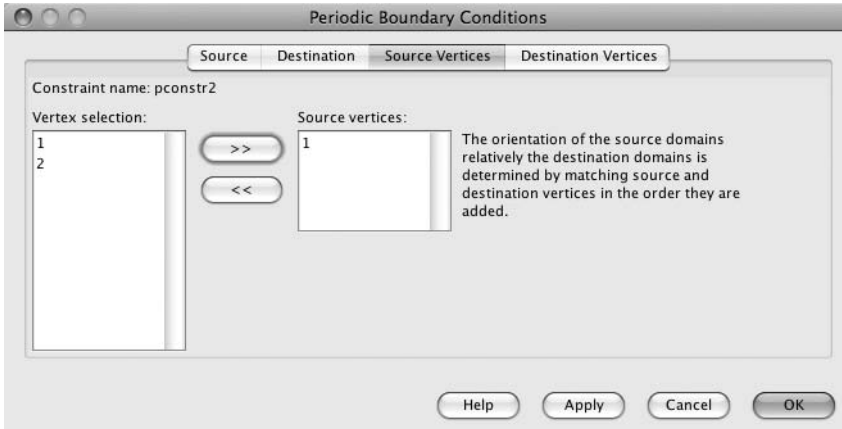 Periodic Boundary Conditions
Source Destination Source Vertices Destination Vertices
Constraint name: pconstr2
Vertex selection:
1
2
>>
<<
Source vertices:
1
The orientation of the source domains
relatively the destination domains is
determined by matching source and
destination vertices in the order they are
added.
Help Apply Cancel OK